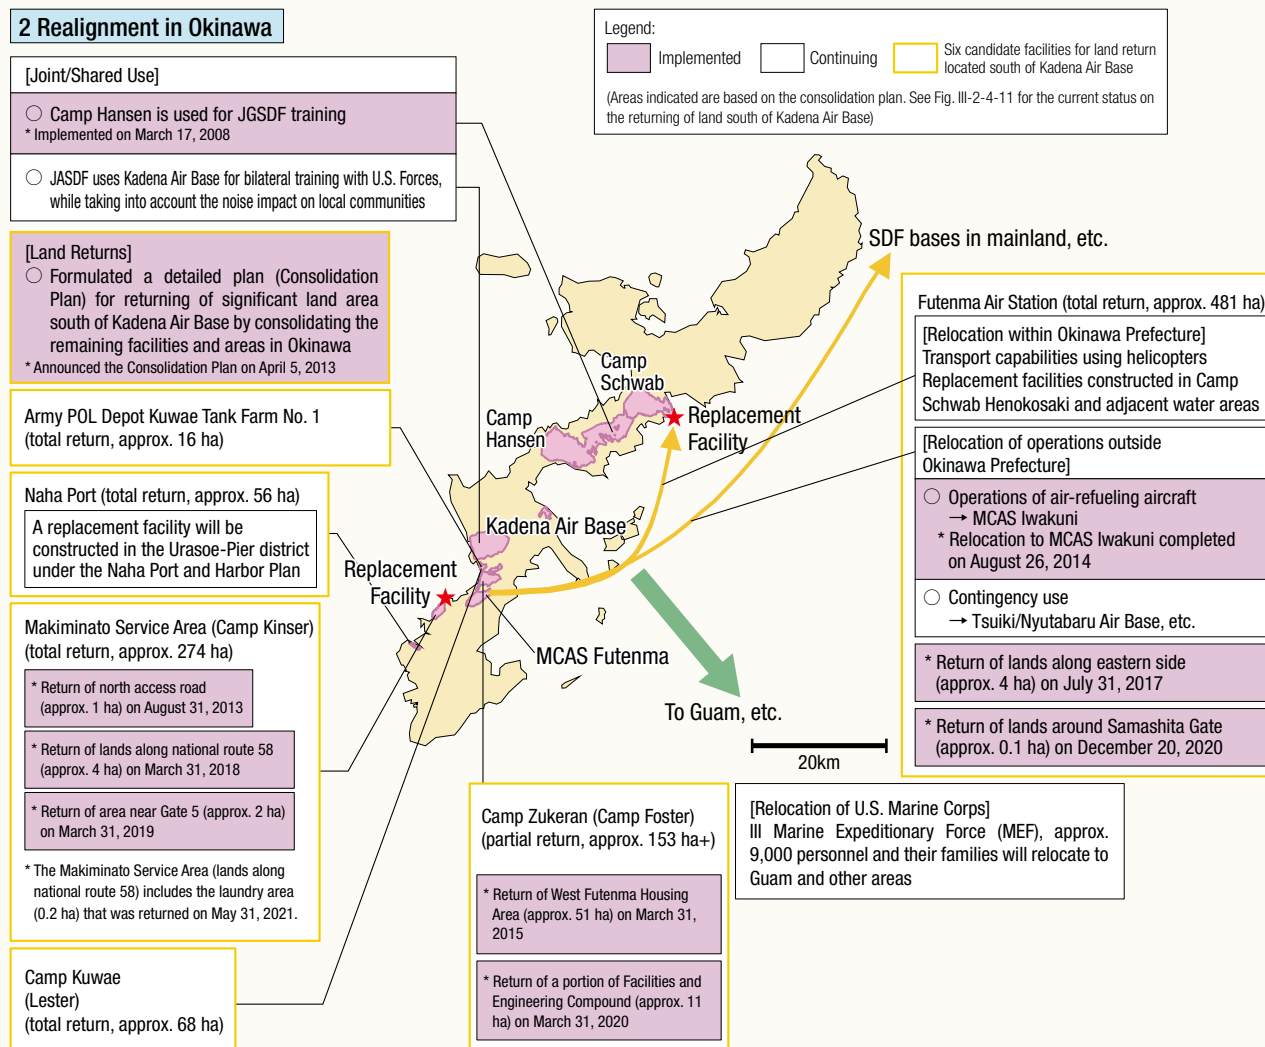 2 Realignment in Okinawa
Legend:
Implemented
Continuing
Six candidate facilities for land return
located south of Kadena Air Base
(Areas indicated are based on the consolidation plan. See Fig. III-2-4-11 for the current status on
the returning of land south of Kadena Air Base)
[Joint/Shared Use]
○ Camp Hansen is used for JGSDF training
* Implemented on March 17, 2008
○ JASDF uses Kadena Air Base for bilateral training with U.S. Forces,
while taking into account the noise impact on local communities
[Land Returns]
○ Formulated a detailed plan (Consolidation
Plan) for returning of significant land area
south of Kadena Air Base by consolidating the
remaining facilities and areas in Okinawa
* Announced the Consolidation Plan on April 5, 2013
Army POL Depot Kuwae Tank Farm No. 1
(total return, approx. 16 ha)
Naha Port (total return, approx. 56 ha)
A replacement facility will be
constructed in the Urasoe-Pier district
under the Naha Port and Harbor Plan
Makiminato Service Area (Camp Kinser)
(total return, approx. 274 ha)
* Return of north access road
(approx. 1 ha) on August 31, 2013
* Return of lands along national route 58
(approx. 4 ha) on March 31, 2018
* Return of area near Gate 5 (approx. 2 ha)
on March 31, 2019
* The Makiminato Service Area (lands along
national route 58) includes the laundry area
(0.2 ha) that was returned on May 31, 2021.
Camp Kuwae
(Lester)
(total return, approx. 68 ha)
SDF bases in mainland, etc.
Camp
Schwab
Camp
Hansen
Replacement
Facility
Kadena Air Base
Replacement
Facility
MCAS Futenma
To Guam, etc.
20km
Camp Zukeran (Camp Foster)
(partial return, approx. 153 ha+)
* Return of West Futenma Housing
Area (approx. 51 ha) on March 31,
2015
* Return of a portion of Facilities and
Engineering Compound (approx. 11
ha) on March 31, 2020
[Relocation of U.S. Marine Corps]
III Marine Expeditionary Force (MEF), approx.
9,000 personnel and their families will relocate to
Guam and other areas
Futenma Air Station (total return, approx. 481 ha)
[Relocation within Okinawa Prefecture]
Transport capabilities using helicopters
Replacement facilities constructed in Camp
Schwab Henokosaki and adjacent water areas
[Relocation of operations outside
Okinawa Prefecture]
○ Operations of air-refueling aircraft
→ MCAS Iwakuni
* Relocation to MCAS Iwakuni completed
on August 26, 2014
○ Contingency use
→ Tsuiki/Nyutabaru Air Base, etc.
* Return of lands along eastern side
(approx. 4 ha) on July 31, 2017
* Return of lands around Samashita Gate
(approx. 0.1 ha) on December 20, 2020